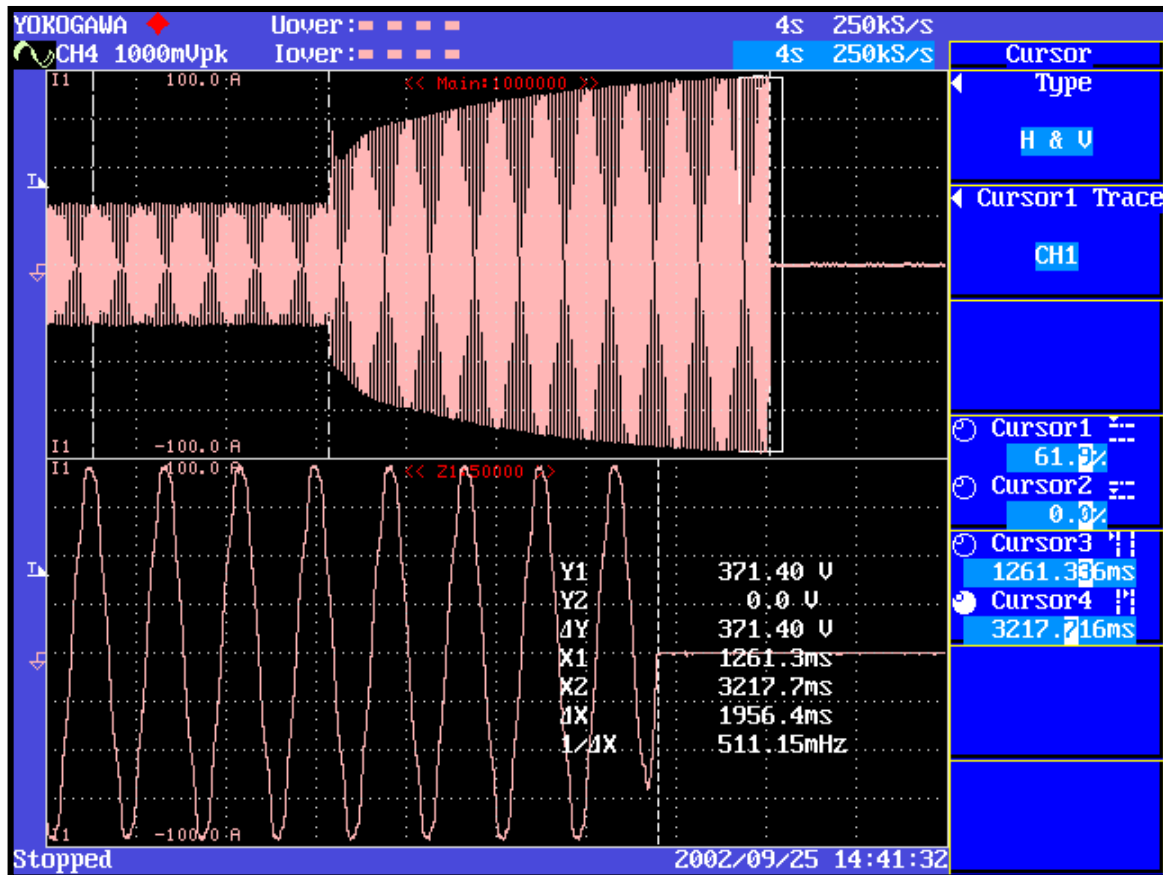 YOKOGAWA Uover: 4s 250kS/s
CH4 1000mVpk Iover: 4s 250kS/s
Cursor
I1 100.0 A << Main:1000000 >>
Type
H & V
Cursor1 Trace
CH1
I1 -100.0 A
I1 100.0 A << Z1:50000 >>
Cursor1
61.9%
Cursor2
0.0%
Cursor3
1261.336ms
Cursor4
3217.716ms
Y1 371.40 V
Y2 0.0 V
ΔY 371.40 V
X1 1261.3ms
X2 3217.7ms
ΔX 1956.4ms
1/ΔX 511.15mHz
I1 -100.0 A
Stopped 2002/09/25 14:41:32